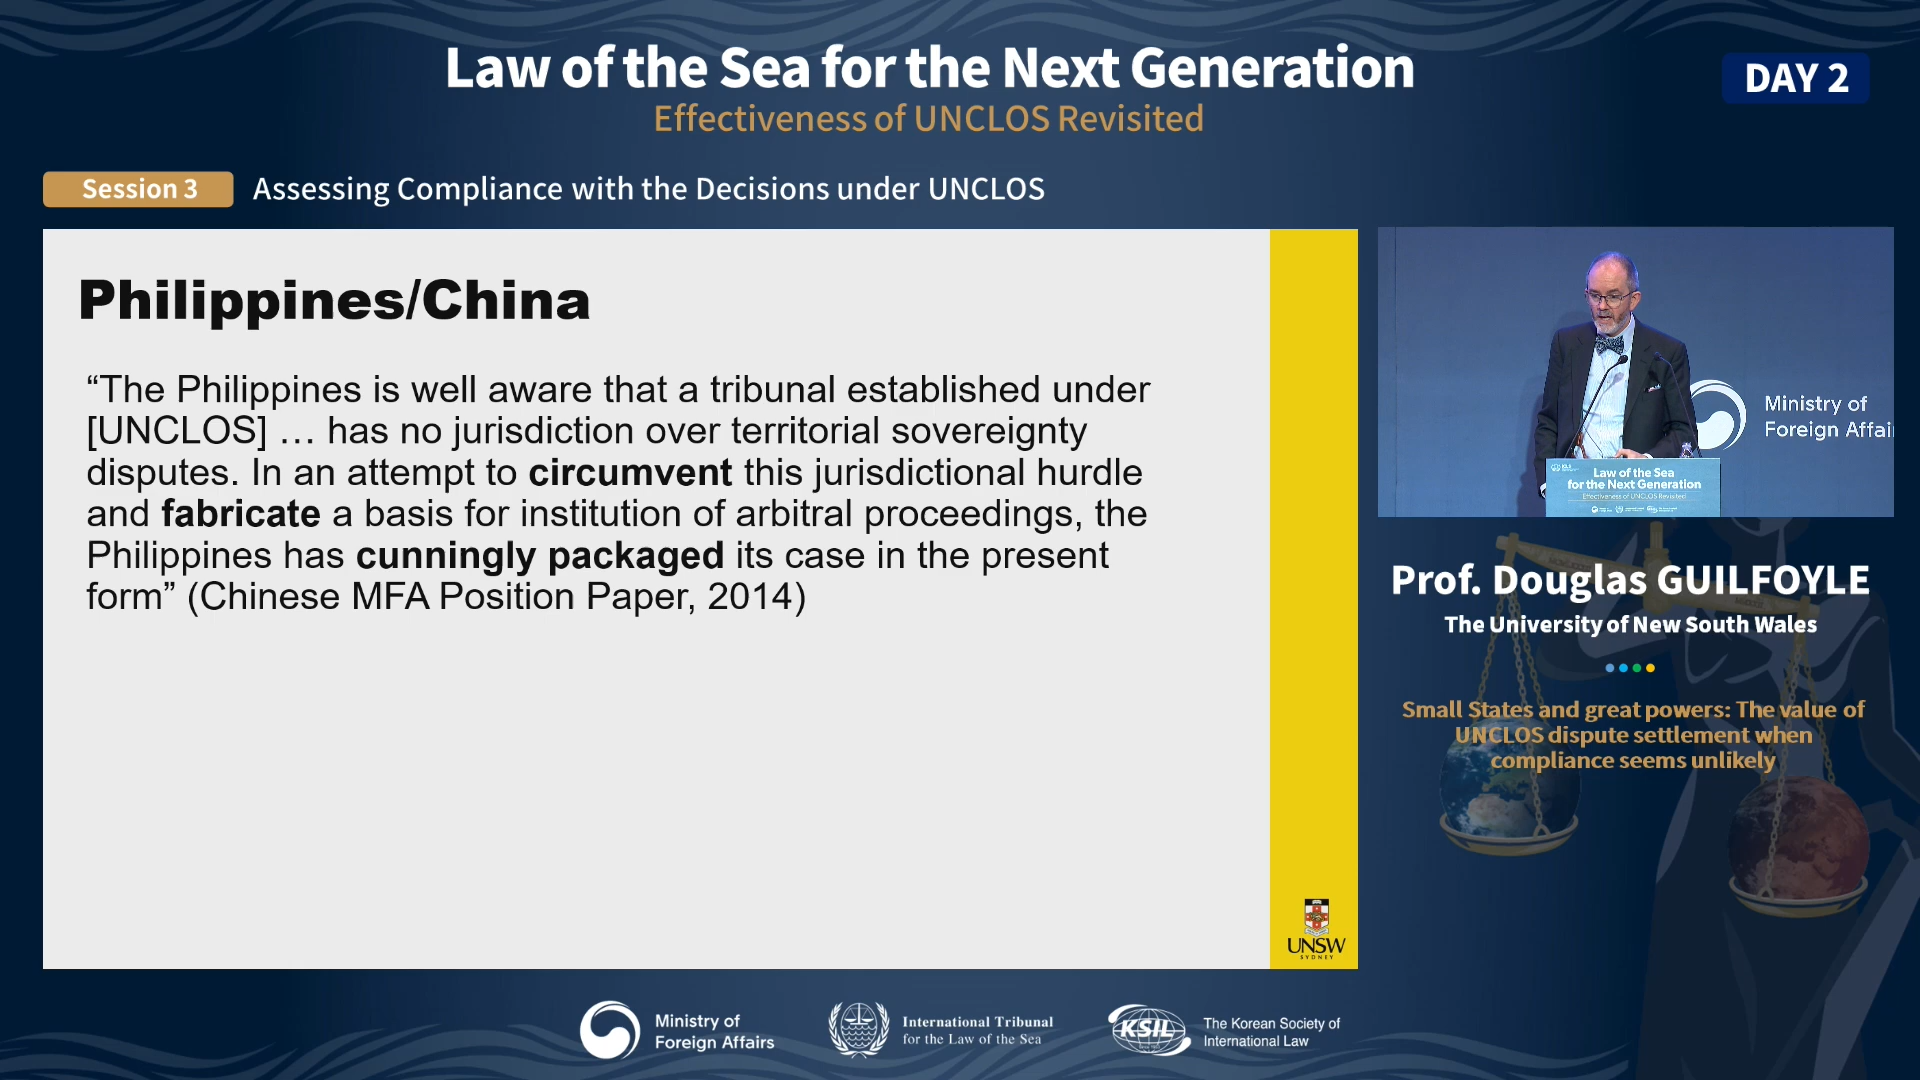 Law of the Sea for the Next Generation
Effectiveness of UNCLOS Revisited
DAY 2
Session 3
Assessing Compliance with the Decisions under UNCLOS
Philippines/China
“The Philippines is well aware that a tribunal established under
[UNCLOS] … has no jurisdiction over territorial sovereignty
disputes. In an attempt to circumvent this jurisdictional hurdle
and fabricate a basis for institution of arbitral proceedings, the
Philippines has cunningly packaged its case in the present
form” (Chinese MFA Position Paper, 2014)
UNSW
SYDNEY
Ministry of
Foreign Affai
Law of the Sea
for the Next Generation
Effectiveness of UNCLOS Revisited
Prof. Douglas GUILFOYLE
The University of New South Wales
Small States and great powers: The value of
UNCLOS dispute settlement when
compliance seems unlikely
Ministry of
Foreign Affairs
International Tribunal
for the Law of the Sea
KSIL
The Korean Society of
International Law